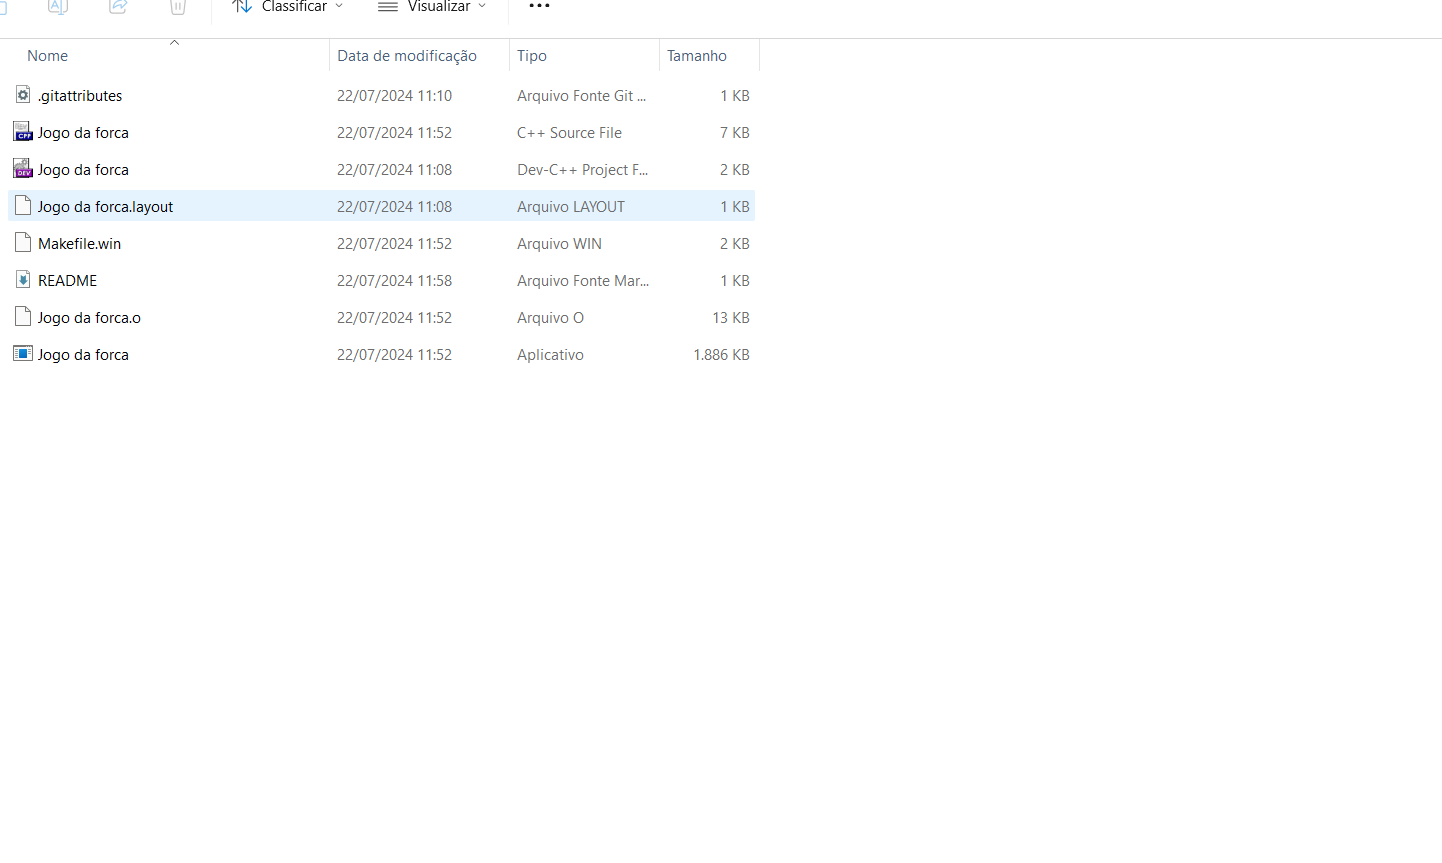 Classificar Visualizar
Nome Data de modificação Tipo Tamanho
.gitattributes 22/07/2024 11:10 Arquivo Fonte Git ... 1 KB
Jogo da forca 22/07/2024 11:52 C++ Source File 7 KB
Jogo da forca 22/07/2024 11:08 Dev-C++ Project F... 2 KB
Jogo da forca.layout 22/07/2024 11:08 Arquivo LAYOUT 1 KB
Makefile.win 22/07/2024 11:52 Arquivo WIN 2 KB
README 22/07/2024 11:58 Arquivo Fonte Mar... 1 KB
Jogo da forca.o 22/07/2024 11:52 Arquivo O 13 KB
Jogo da forca 22/07/2024 11:52 Aplicativo 1.886 KB